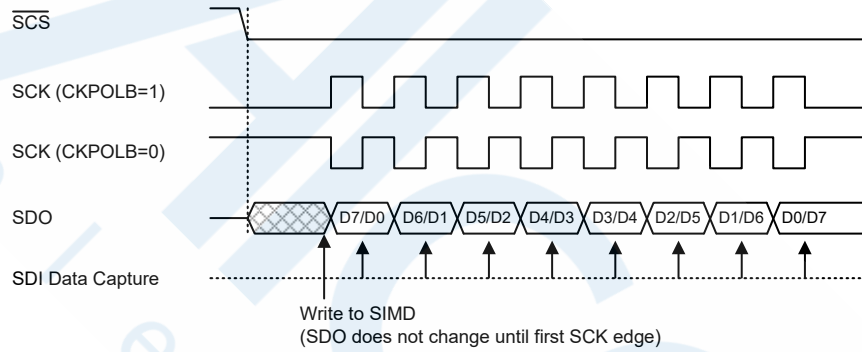 SCS
SCK (CKPOLB=1)
SCK (CKPOLB=0)
SDO
D7/D0 D6/D1 D5/D2 D4/D3 D3/D4 D2/D5 D1/D6 D0/D7
SDI Data Capture
Write to SIMD
(SDO does not change until first SCK edge)